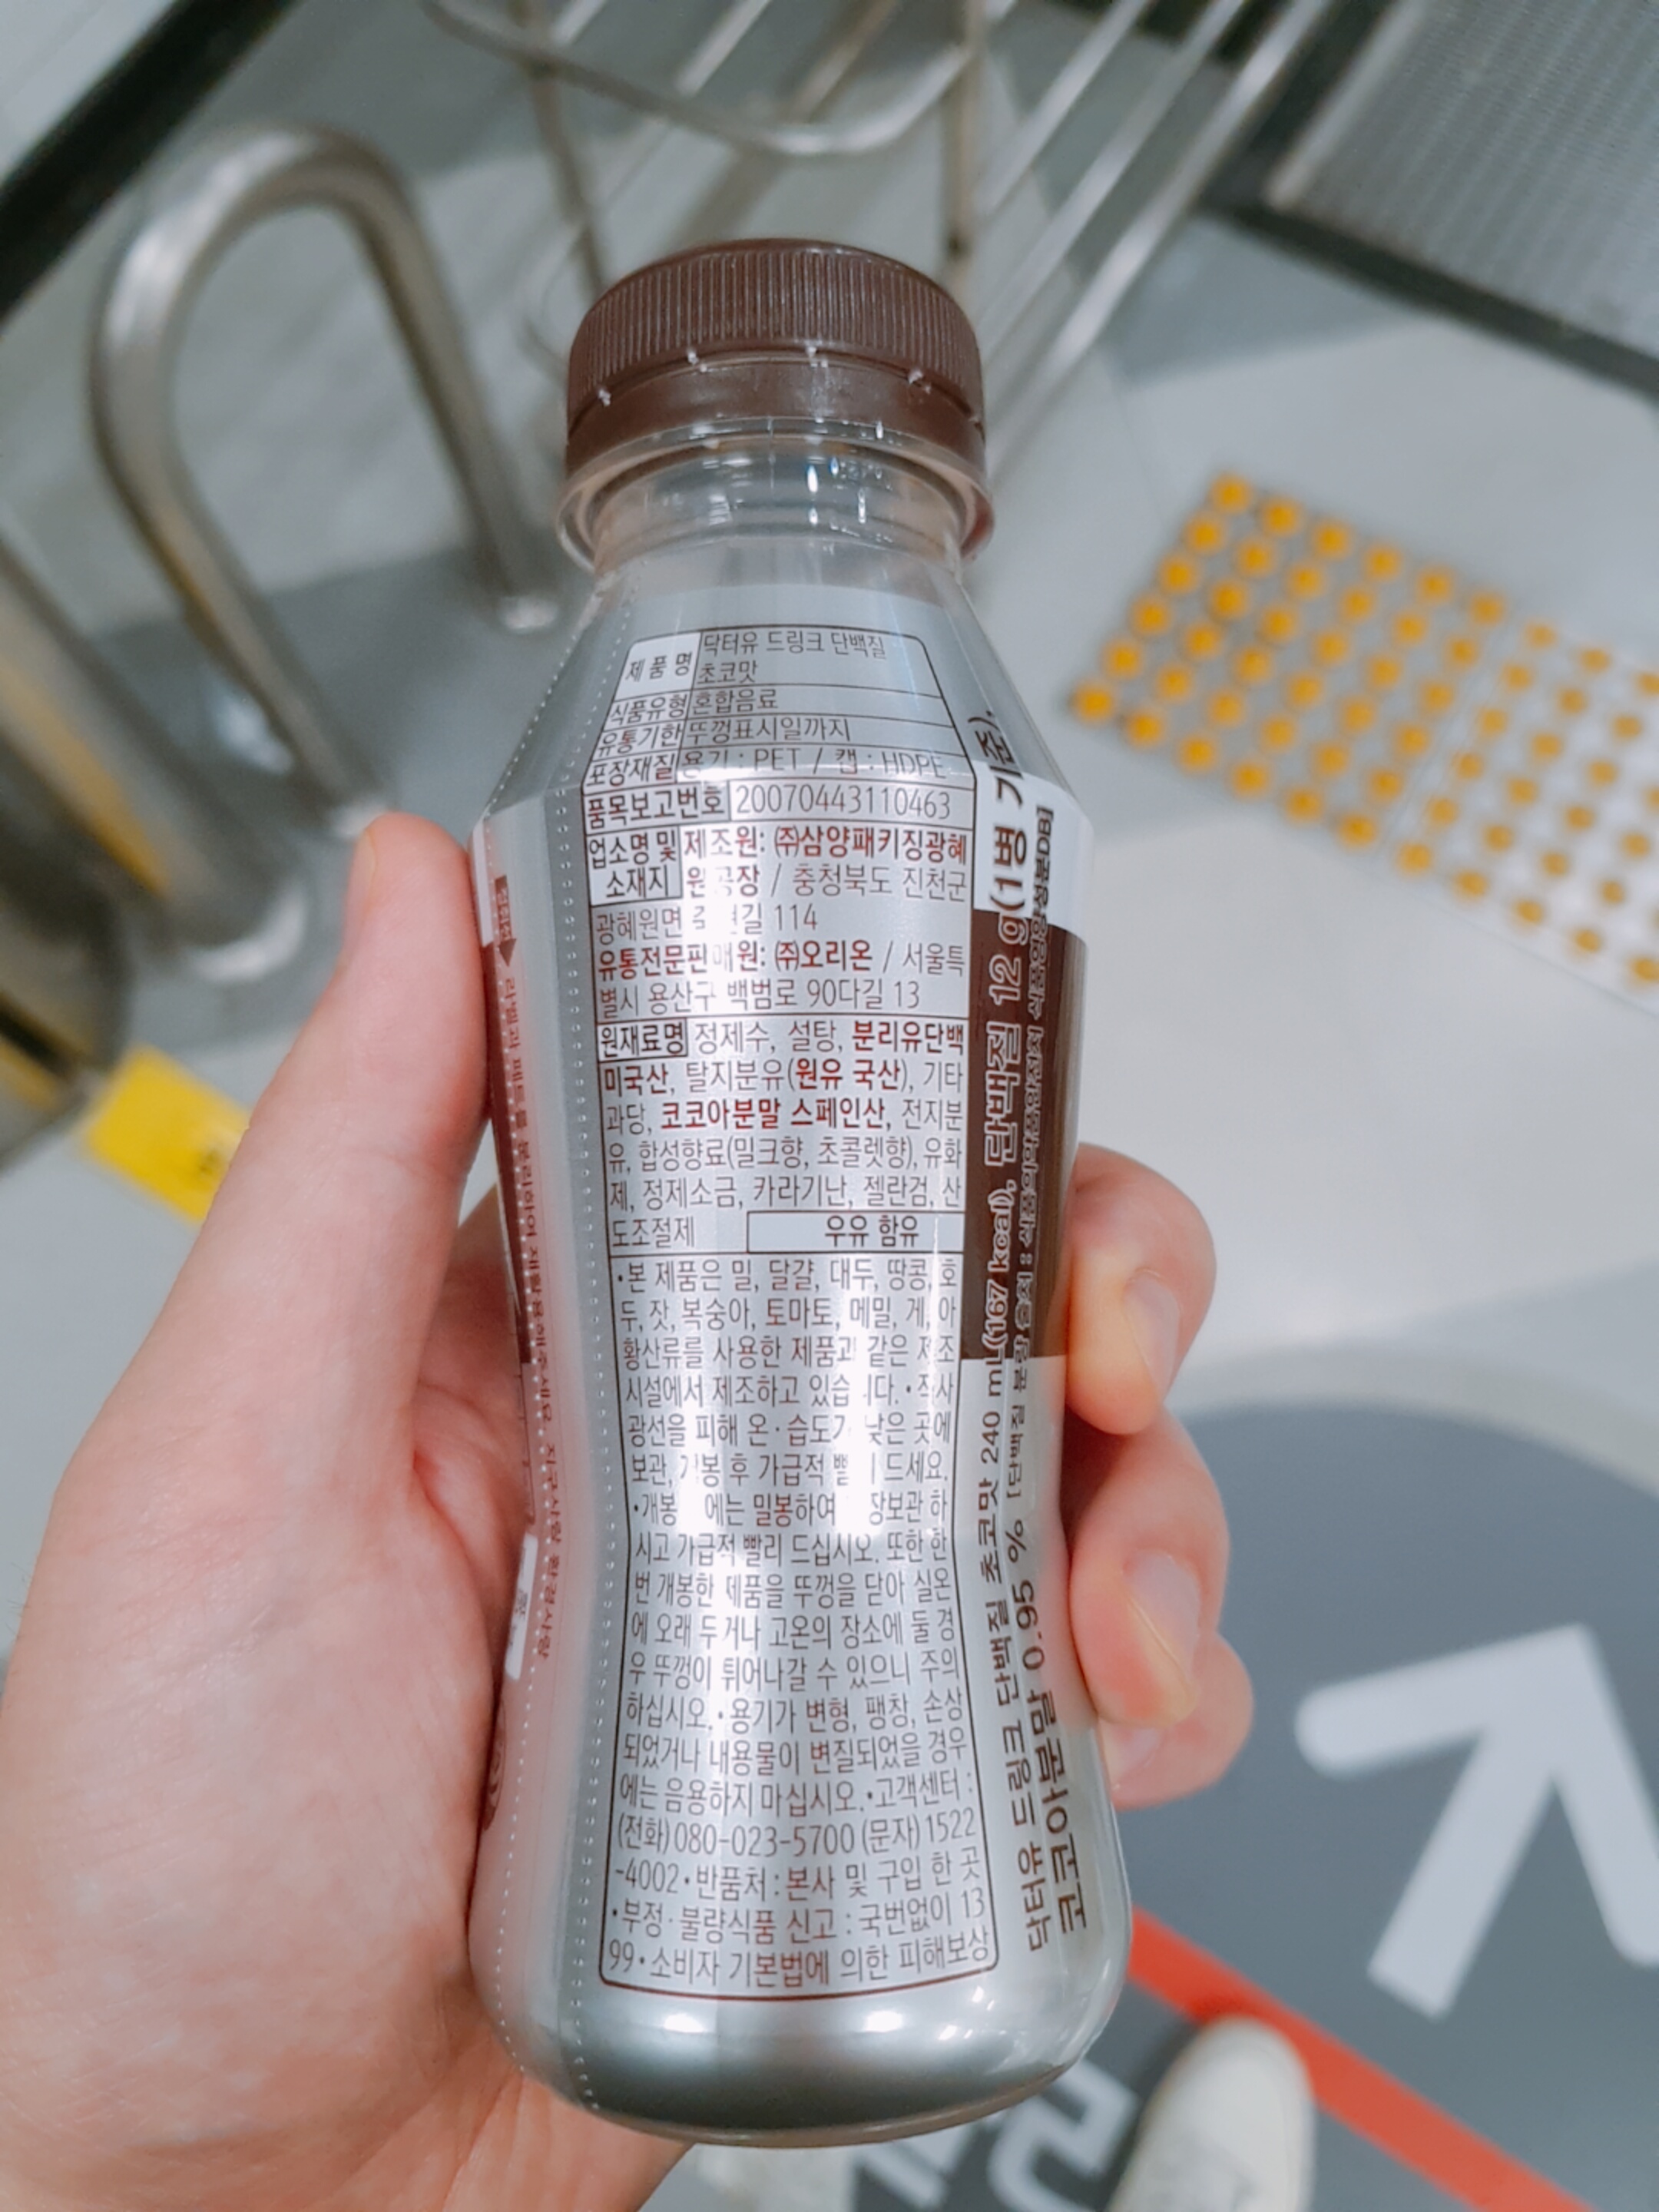 제품명 닥터유 드링크 단백질
초코맛
식품유형 혼합음료
유통기한 뚜껑표시일까지
포장재질 용기 : PET / 캡 : HDPE
품목보고번호 20070443110463
업소명 및 제조원: ㈜삼양패키징광혜
소재지 / 충청북도 진천군
광혜원면 114
유통전문판매원: ㈜오리온 / 서울특
별시 용산구 백범로 90다길 13
원재료명 정제수, 설탕, 분리유단백
미국산, 탈지분유(원유 국산), 기타
과당, 코코아분말 스페인산, 전지분
유, 합성향료(밀크향, 초콜렛향), 유화
제, 정제소금, 카라기난, 젤란검, 산
도조절제 우유 함유
•본 제품은 밀, 달걀, 대두, 땅콩, 호
두, 잣, 복숭아, 토마토, 메밀, 게, 아
황산류를 사용한 제품과 같은 제조
시설에서 제조하고 있습니다. •직사
광선을 피해 온·습도가 낮은 곳에
보관, 개봉 후 가급적 빨리 드세요.
•개봉 에는 밀봉하여 장보관 하
시고 가급적 빨리 드십시오. 또한 한
번 개봉한 제품을 뚜껑을 닫아 실온
에 오래 두거나 고온의 장소에 둘 경
우 뚜껑이 튀어나갈 수 있으니 주의
하십시오.•용기가 변형, 팽창, 손상
되었거나 내용물이 변질되었을 경우
에는 음용하지 마십시오.•고객센터 :
(전화)080-023-5700 (문자)1522
-4002•반품처 : 본사 및 구입 한 곳
•부정·불량식품 신고 : 국번없이 13
99•소비자 기본법에 의한 피해보상
닥터유 드링크 단백질 초코맛 240 mL(167 kcal), 단백질 12 g(1병 기준),
코코아분말 0.95 % [단백질 분량 출처 : 식품의약품안전처 식품영양성분DB]